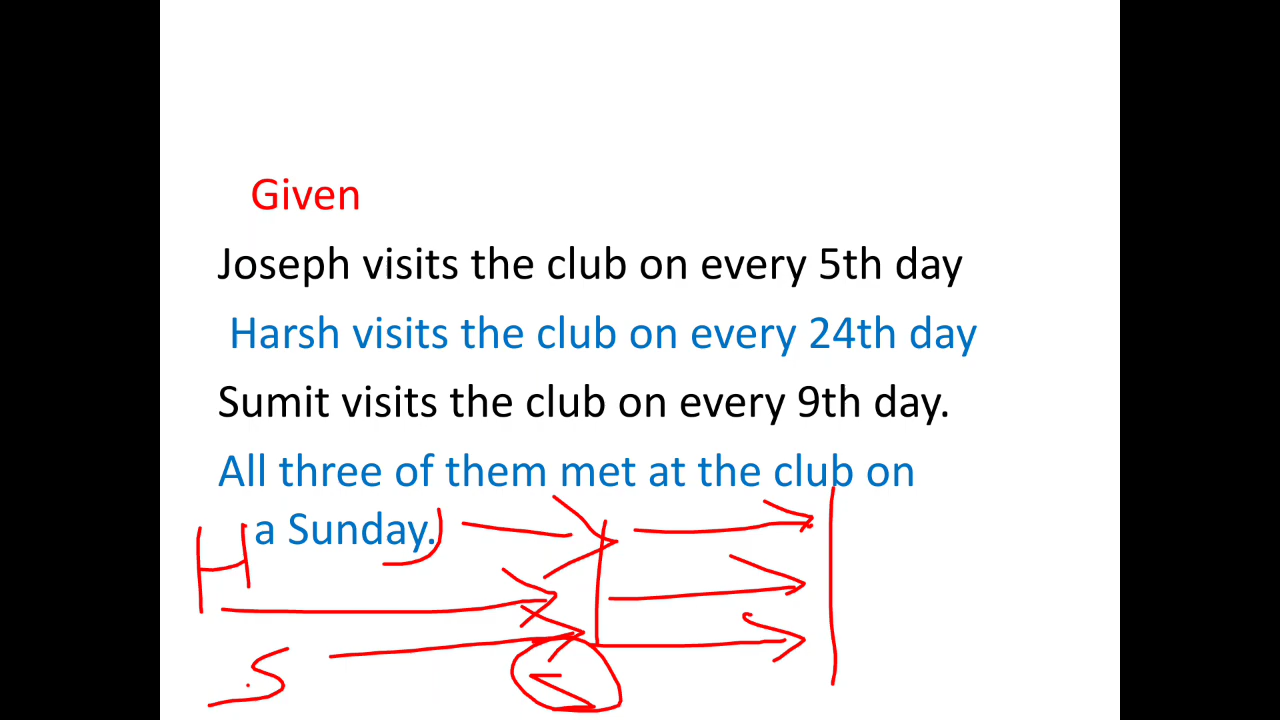 Given
Joseph visits the club on every 5th day
Harsh visits the club on every 24th day
Sumit visits the club on every 9th day.
All three of them met at the club on
a Sunday.
J
H
S